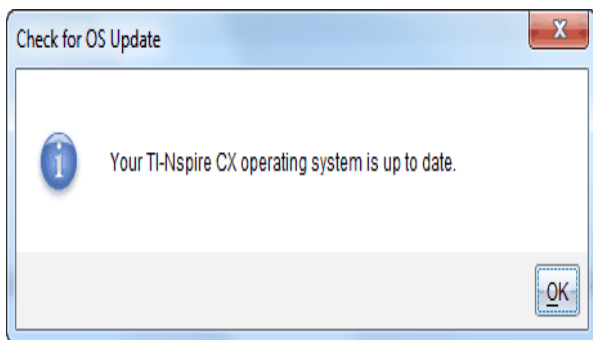 Check for OS Update
Your TI-Nspire CX operating system is up to date.
OK